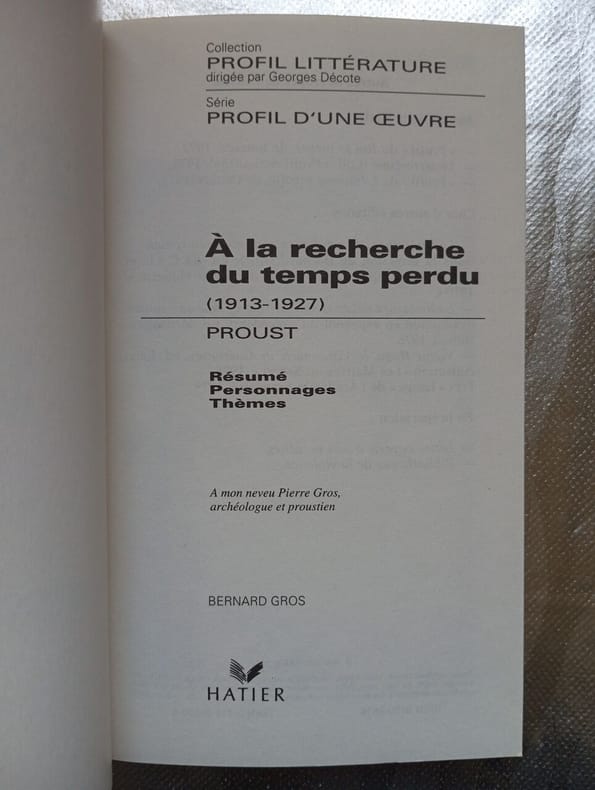 Collection
PROFIL LITTÉRATURE
dirigée par Georges Décote
Série
PROFIL D'UNE ŒUVRE
À la recherche
du temps perdu
(1913-1927)
PROUST
Résumé
Personnages
Thèmes
A mon neveu Pierre Gros,
archéologue et proustien
BERNARD GROS
HATIER